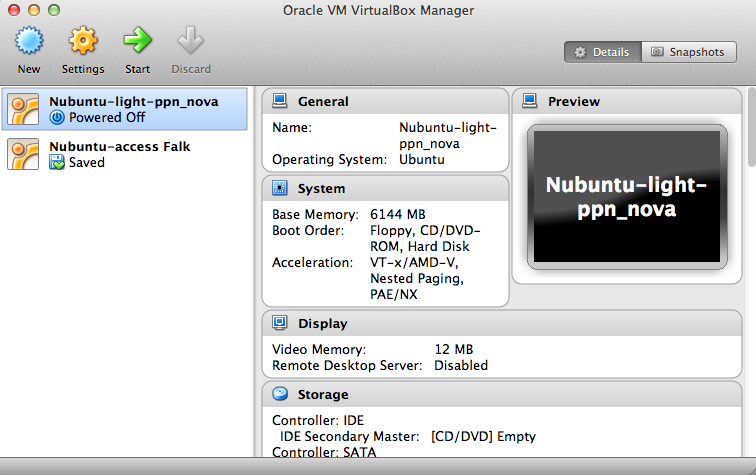 Oracle VM VirtualBox Manager
New
Settings
Start
Discard
Details
Snapshots
Nubuntu-light-ppn_nova
Powered Off
Nubuntu-access Falk
Saved
General
Name: Nubuntu-light-
ppn_nova
Operating System: Ubuntu
System
Base Memory: 6144 MB
Boot Order: Floppy, CD/DVD-
ROM, Hard Disk
Acceleration: VT-x/AMD-V,
Nested Paging,
PAE/NX
Preview
Nubuntu-light-
ppn_nova
Display
Video Memory: 12 MB
Remote Desktop Server: Disabled
Storage
Controller: IDE
IDE Secondary Master: [CD/DVD] Empty
Controller: SATA